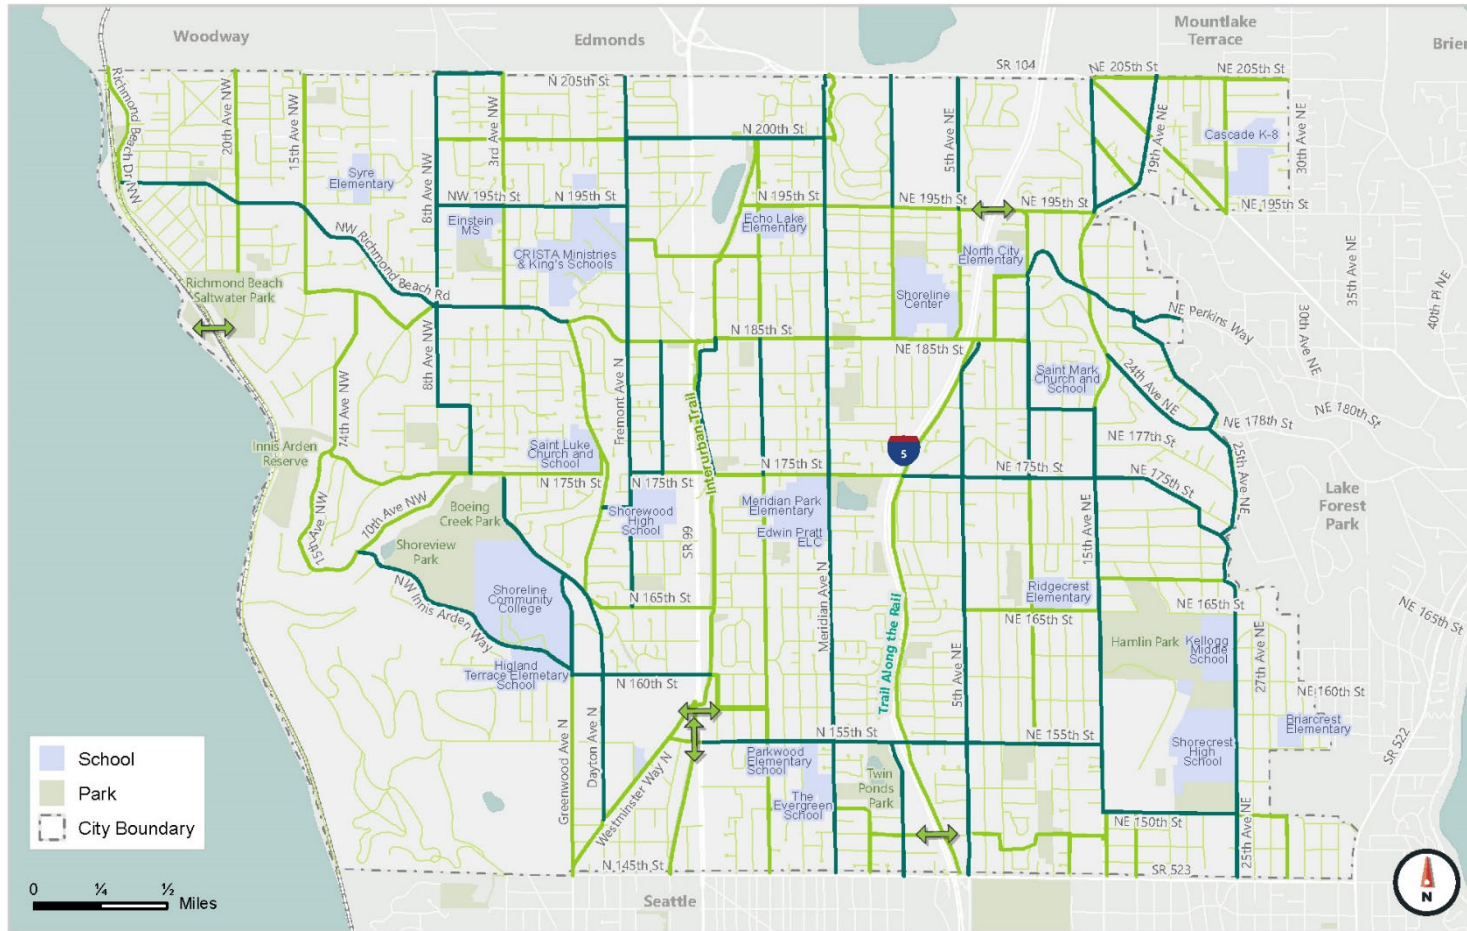 Woodway
Edmonds
Mountlake
Terrace
Brier
SR 104
NE 205th St
NE 205th St
N 205th St
Richmond Beach Dr NW
20th Ave NW
15th Ave NW
8th Ave NW
3rd Ave NW
N 200th St
5th Ave NE
19th Ave NE
Cascade K-8
30th Ave NE
Syre
Elementary
NW 195th St
N 195th St
N 195th St
NE 195th St
NE 195th St
NE 195th St
Einstein
MS
Echo Lake
Elementary
CRISTA Ministries
& King's Schools
North City
Elementary
NW Richmond Beach Rd
Richmond Beach
Saltwater Park
Shoreline
Center
35th Ave NE
40th Pl NE
NE Perkins Way
30th Ave NE
8th Ave NW
N 185th St
NE 185th St
Fremont Ave N
Saint Mark
Church and
School
24th Ave NE
14th Ave NW
Interurban Trail
NE 178th St
NE 180th St
Innis Arden
Reserve
Saint Luke
Church and
School
5
NE 177th St
25th Ave NE
N 175th St
N 175th St
N 175th St
NE 175th St
NE 175th St
15th Ave NW
10th Ave NW
Boeing
Creek Park
Shorewood
High
School
SR 99
Meridian Park
Elementary
Edwin Pratt
ELC
15th Ave NE
Lake
Forest
Park
Shoreview
Park
NW Innis Arden Way
Shoreline
Community
College
N 165th St
Meridian Ave N
Trail Along the Rail
Ridgecrest
Elementary
NE 165th St
NE 165th St
NE 165th St
Hamlin Park
Kellogg
Middle
School
27th Ave NE
Higland
Terrace Elemetary
School
N 160th St
5th Ave NE
NE 160th St
Greenwood Ave N
Dayton Ave N
Westminster Way N
N 155th St
NE 155th St
Briarcrest
Elementary
SR 522
Parkwood
Elementary
School
Twin
Ponds
Park
Shorecrest
High
School
The
Evergreen
School
NE 150th St
25th Ave NE
N 145th St
SR 523
Seattle
School
Park
City Boundary
0 ¼ ½
Miles
N